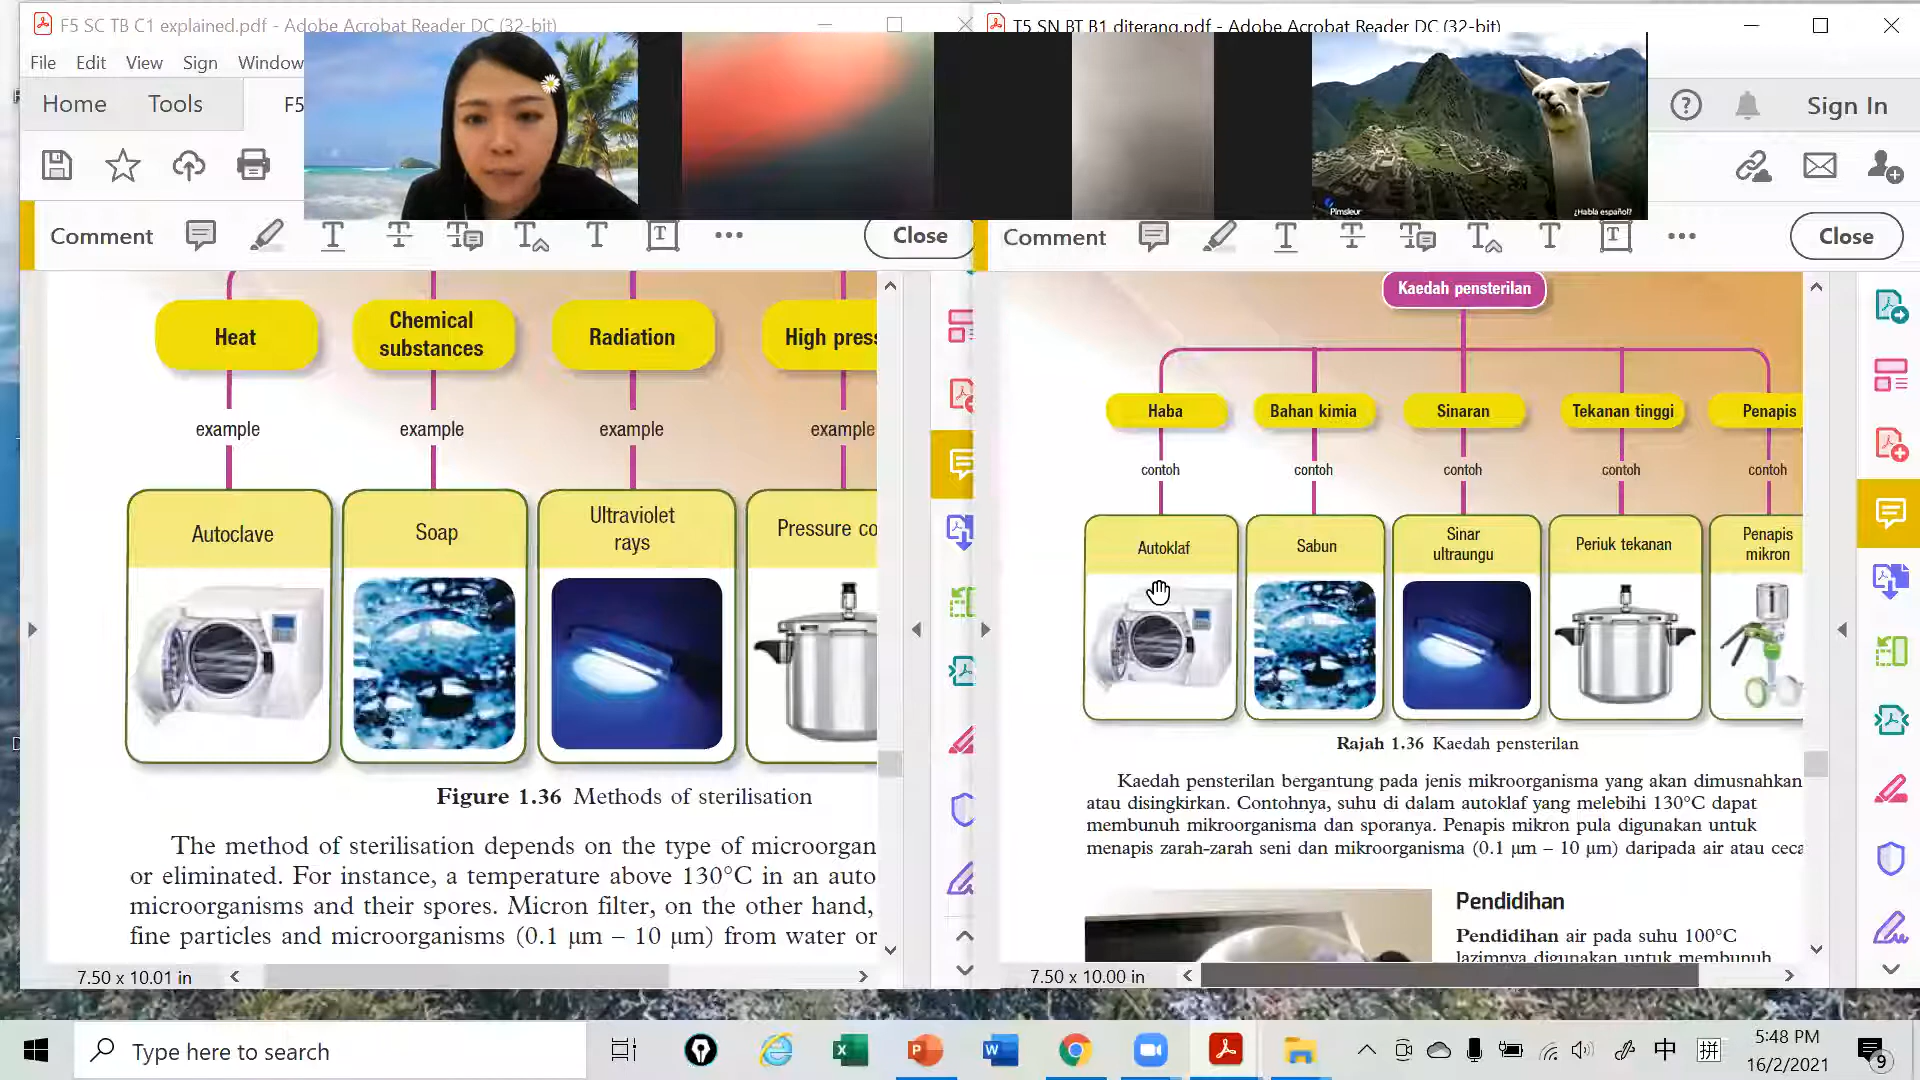 F5 SC TB C1 explained.pdf - Adobe Acrobat Reader DC (32-bit)
File Edit View Sign Window
Home Tools F5
Comment
Close
Heat
Chemical
substances
Radiation
High press
example
example
example
example
Autoclave
Soap
Ultraviolet
rays
Pressure co
Figure 1.36 Methods of sterilisation
The method of sterilisation depends on the type of microorgan
or eliminated. For instance, a temperature above 130°C in an auto
microorganisms and their spores. Micron filter, on the other hand,
fine particles and microorganisms (0.1 µm – 10 µm) from water or
7.50 x 10.01 in
T5 SN BT B1 diterang.pdf - Adobe Acrobat Reader DC (32-bit)
Pimsleur
¿Habla español?
Sign In
Comment
Close
Kaedah pensterilan
Haba
Bahan kimia
Sinaran
Tekanan tinggi
Penapis
contoh
contoh
contoh
contoh
contoh
Autoklaf
Sabun
Sinar
ultraungu
Periuk tekanan
Penapis
mikron
Rajah 1.36 Kaedah pensterilan
Kaedah pensterilan bergantung pada jenis mikroorganisma yang akan dimusnahkan
atau disingkirkan. Contohnya, suhu di dalam autoklaf yang melebihi 130°C dapat
membunuh mikroorganisma dan sporanya. Penapis mikron pula digunakan untuk
menapis zarah-zarah seni dan mikroorganisma (0.1 µm – 10 µm) daripada air atau ceca
Pendidihan
Pendidihan air pada suhu 100°C
lazimnya digunakan untuk membunuh
7.50 x 10.00 in
Type here to search
中
拼
5:48 PM
16/2/2021
9